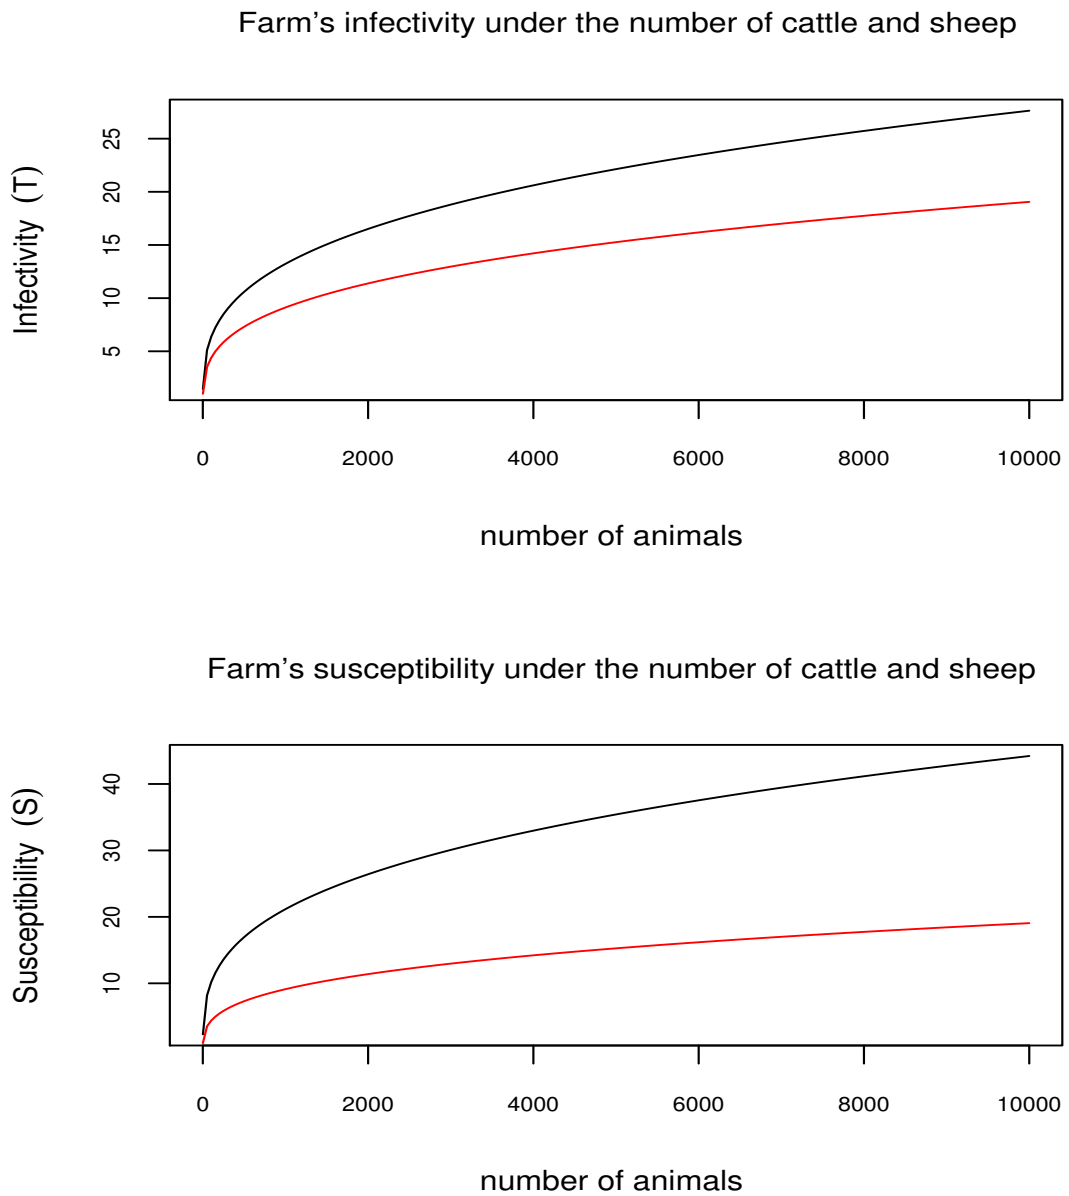 Farm’s infectivity under the number of cattle and sheep
Infectivity (T)
25
20
15
10
5
0 2000 4000 6000 8000 10000
number of animals
Farm’s susceptibility under the number of cattle and sheep
Susceptibility (S)
40
30
20
10
0 2000 4000 6000 8000 10000
number of animals